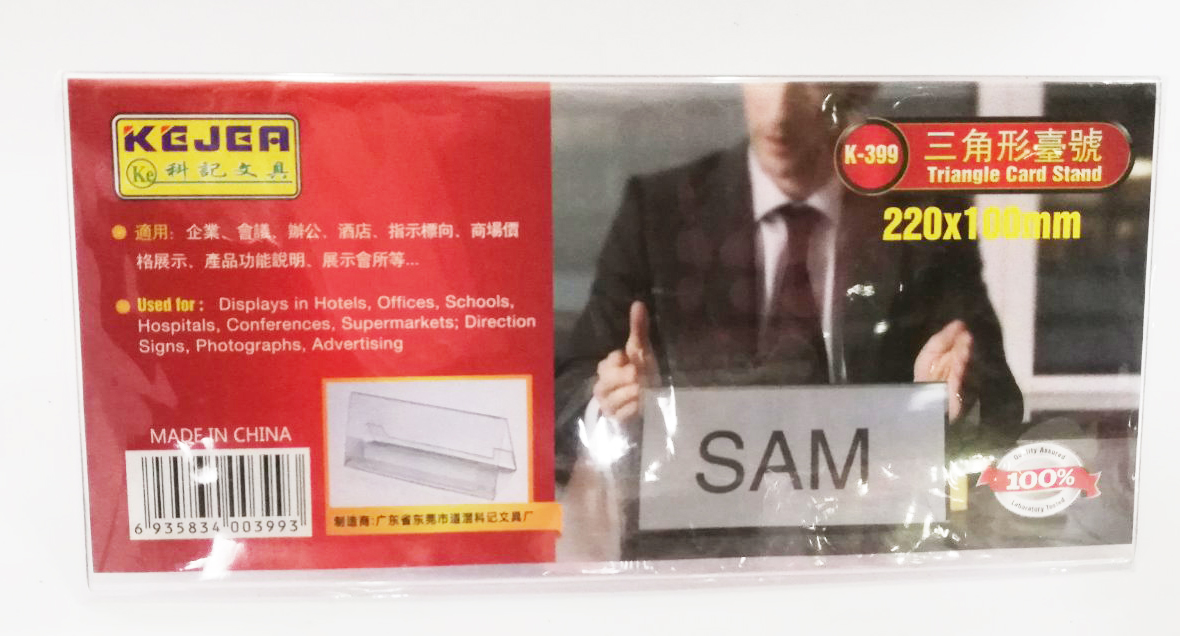 KEJEA
Ke 科記文具
適用: 企業、會議、辦公、酒店、指示標向、商場價
格展示、產品功能說明、展示會所等...
Used for: Displays in Hotels, Offices, Schools,
Hospitals, Conferences, Supermarkets; Direction
Signs, Photographs, Advertising
MADE IN CHINA
6 935834 003993
制造商:广东省东莞市道滘科记文具厂
K-399 三角形臺號
Triangle Card Stand
220x100mm
SAM
Quality Assured
100%
Laboratory Tested